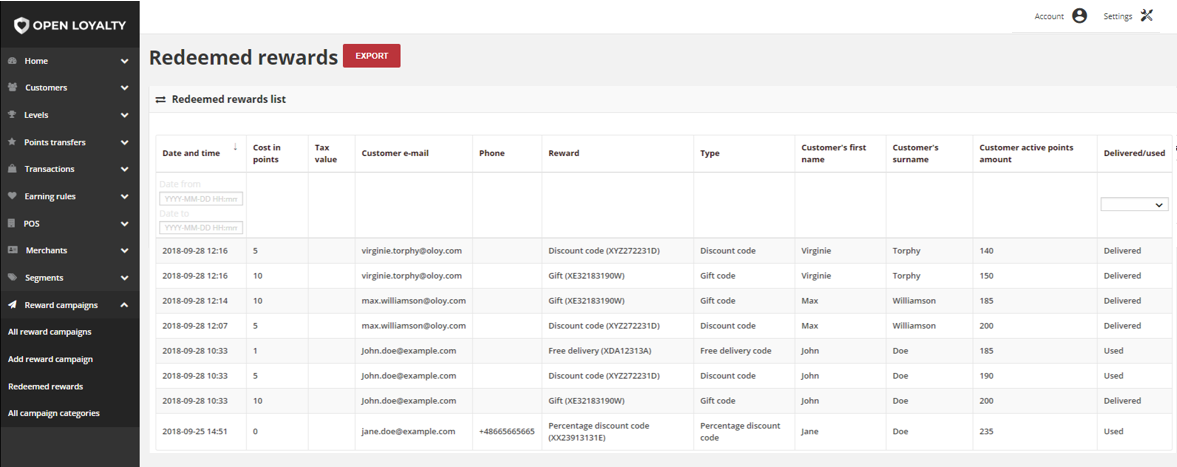 OPEN LOYALTY
Account
Settings
Home
Customers
Levels
Points transfers
Transactions
Earning rules
POS
Merchants
Segments
Reward campaigns
All reward campaigns
Add reward campaign
Redeemed rewards
All campaign categories
Redeemed rewards EXPORT
Redeemed rewards list
Date and time ↓ Cost in points Tax value Customer e-mail Phone Reward Type Customer's first name Customer's surname Customer active points amount Delivered/used
Date from
YYYY-MM-DD HH:mm
Date to
YYYY-MM-DD HH:mm
2018-09-28 12:16 5 virginie.torphy@oloy.com Discount code (XYZ272231D) Discount code Virginie Torphy 140 Delivered
2018-09-28 12:16 10 virginie.torphy@oloy.com Gift (XE32183190W) Gift code Virginie Torphy 150 Delivered
2018-09-28 12:14 10 max.williamson@oloy.com Gift (XE32183190W) Gift code Max Williamson 185 Delivered
2018-09-28 12:07 5 max.williamson@oloy.com Discount code (XYZ272231D) Discount code Max Williamson 200 Delivered
2018-09-28 10:33 1 John.doe@example.com Free delivery (XDA12313A) Free delivery code John Doe 185 Used
2018-09-28 10:33 5 John.doe@example.com Discount code (XYZ272231D) Discount code John Doe 190 Used
2018-09-28 10:33 10 John.doe@example.com Gift (XE32183190W) Gift code John Doe 200 Delivered
2018-09-25 14:51 0 jane.doe@example.com +48665665665 Percentage discount code (XX23913131E) Percentage discount code Jane Doe 235 Used